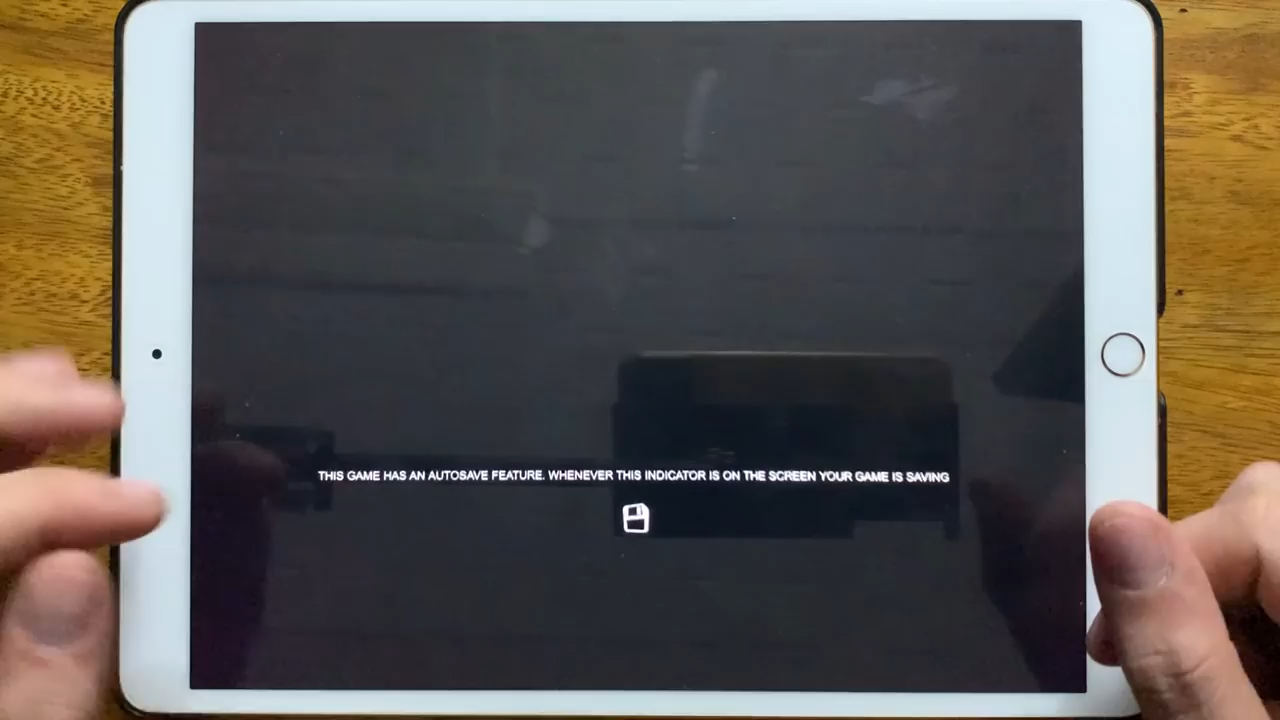 THIS GAME HAS AN AUTOSAVE FEATURE. WHENEVER THIS INDICATOR IS ON THE SCREEN YOUR GAME IS SAVING